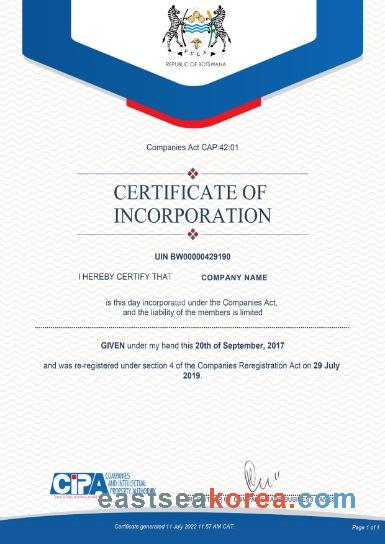 REPUBLIC OF BOTSWANA
Companies Act CAP:42:01
CERTIFICATE OF
INCORPORATION
UIN BW00000429190
I HEREBY CERTIFY THAT COMPANY NAME
is this day incorporated under the Companies Act,
and the liability of the members is limited
GIVEN under my hand this 20th of September, 2017
and was re-registered under section 4 of the Companies Reregistration Act on 29 July
2019.
CIPA COMPANIES
AND INTELLECTUAL
PROPERTY AUTHORITY
eastseakorea.com
Certificate generated 11 July 2022 11:57 AM CAT.
Page 1 of 1